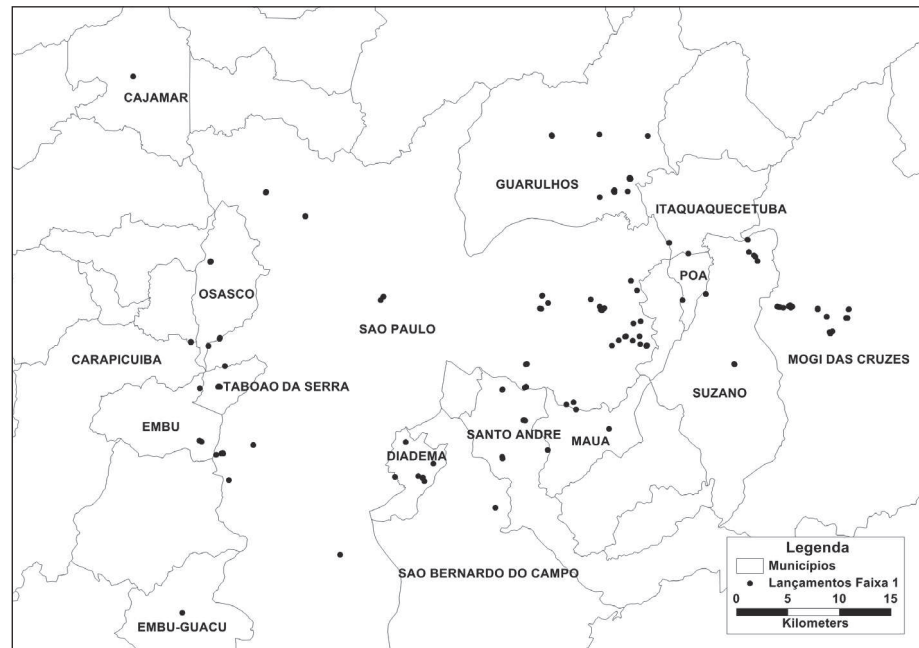 CAJAMAR
GUARULHOS
ITAQUAQUECETUBA
POA
OSASCO
SAO PAULO
CARAPICUIBA
MOGI DAS CRUZES
TABOAO DA SERRA
SUZANO
EMBU
SANTO ANDRE
MAUA
DIADEMA
SAO BERNARDO DO CAMPO
EMBU-GUACU
Legenda
Municípios
Lançamentos Faixa 1
0 5 10 15
Kilometers